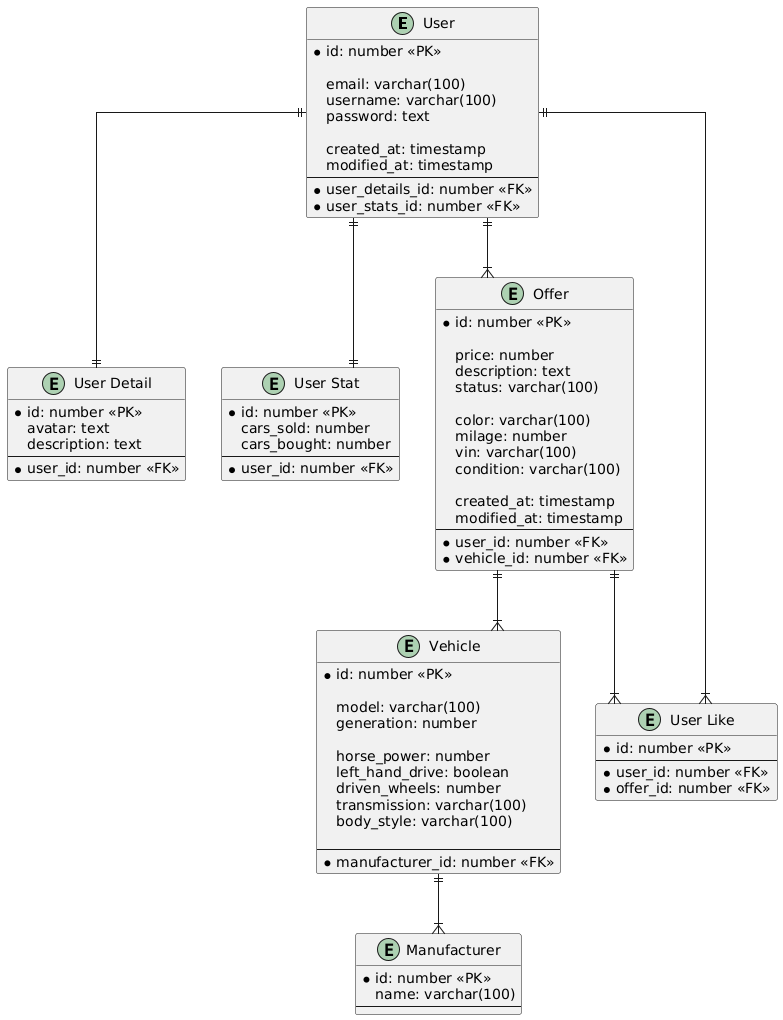 E User
id: number «PK»
email: varchar(100)
username: varchar(100)
password: text
created_at: timestamp
modified_at: timestamp
user_details_id: number «FK»
user_stats_id: number «FK»
E Offer
id: number «PK»
price: number
description: text
status: varchar(100)
color: varchar(100)
milage: number
vin: varchar(100)
condition: varchar(100)
created_at: timestamp
modified_at: timestamp
user_id: number «FK»
vehicle_id: number «FK»
E User Detail
id: number «PK»
avatar: text
description: text
user_id: number «FK»
E User Stat
id: number «PK»
cars_sold: number
cars_bought: number
user_id: number «FK»
E Vehicle
id: number «PK»
model: varchar(100)
generation: number
horse_power: number
left_hand_drive: boolean
driven_wheels: number
transmission: varchar(100)
body_style: varchar(100)
manufacturer_id: number «FK»
E User Like
id: number «PK»
user_id: number «FK»
offer_id: number «FK»
E Manufacturer
id: number «PK»
name: varchar(100)